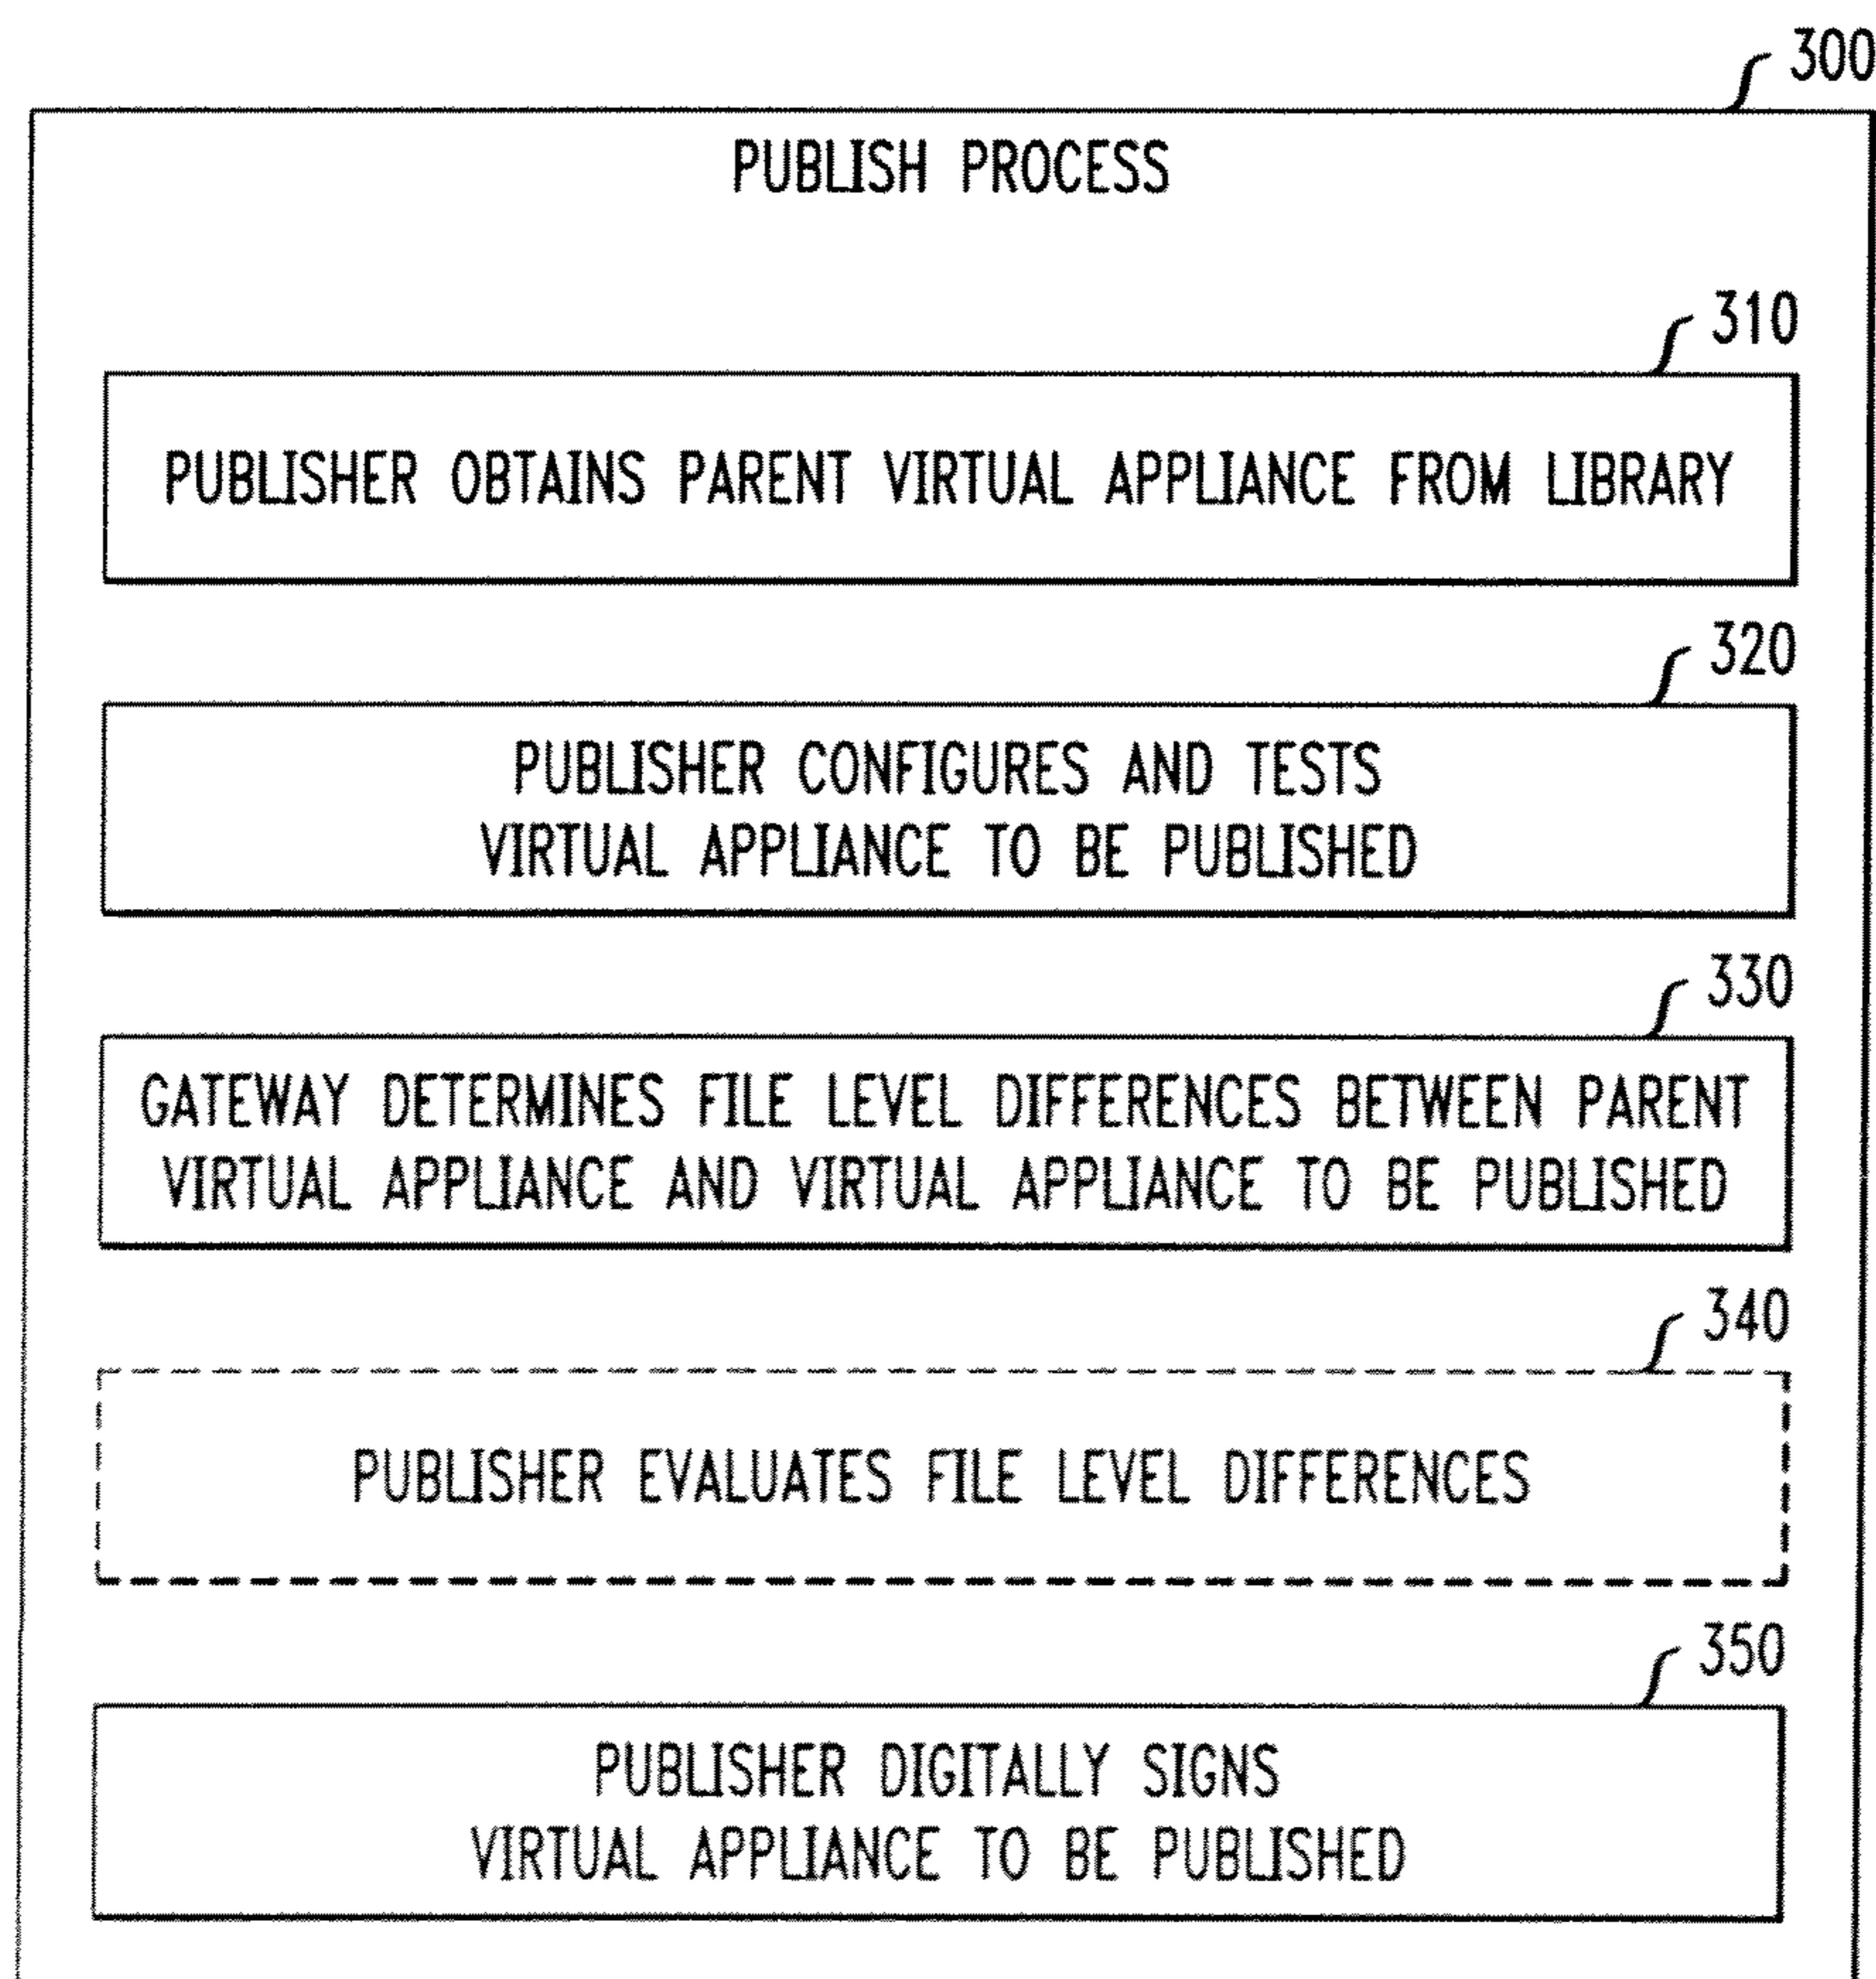 300
PUBLISH PROCESS
310
PUBLISHER OBTAINS PARENT VIRTUAL APPLIANCE FROM LIBRARY
320
PUBLISHER CONFIGURES AND TESTS
VIRTUAL APPLIANCE TO BE PUBLISHED
330
GATEWAY DETERMINES FILE LEVEL DIFFERENCES BETWEEN PARENT
VIRTUAL APPLIANCE AND VIRTUAL APPLIANCE TO BE PUBLISHED
340
PUBLISHER EVALUATES FILE LEVEL DIFFERENCES
350
PUBLISHER DIGITALLY SIGNS
VIRTUAL APPLIANCE TO BE PUBLISHED